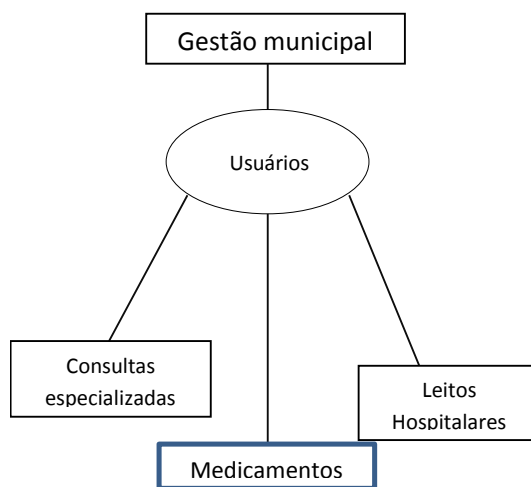 Gestão municipal
Usuários
Consultas
especializadas
Leitos
Hospitalares
Medicamentos